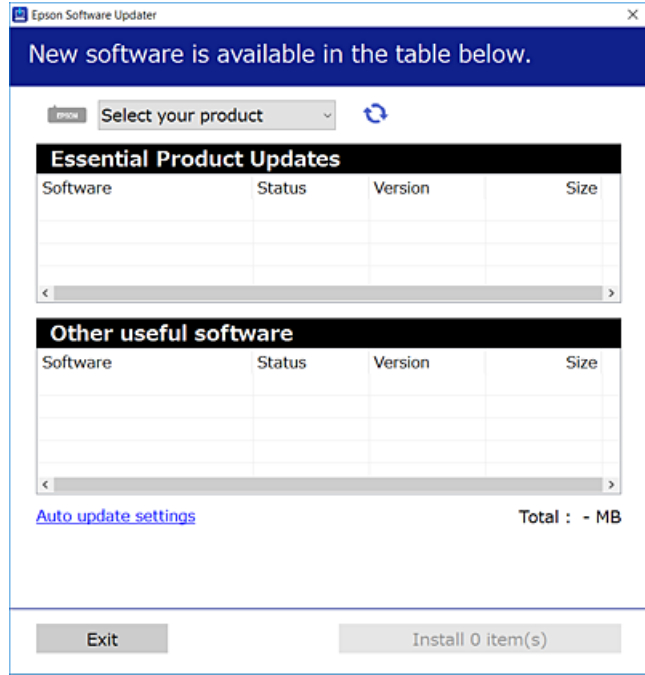 Epson Software Updater
New software is available in the table below.
EPSON Select your product
Essential Product Updates
Software Status Version Size
Other useful software
Software Status Version Size
Auto update settings Total : - MB
Exit Install 0 item(s)